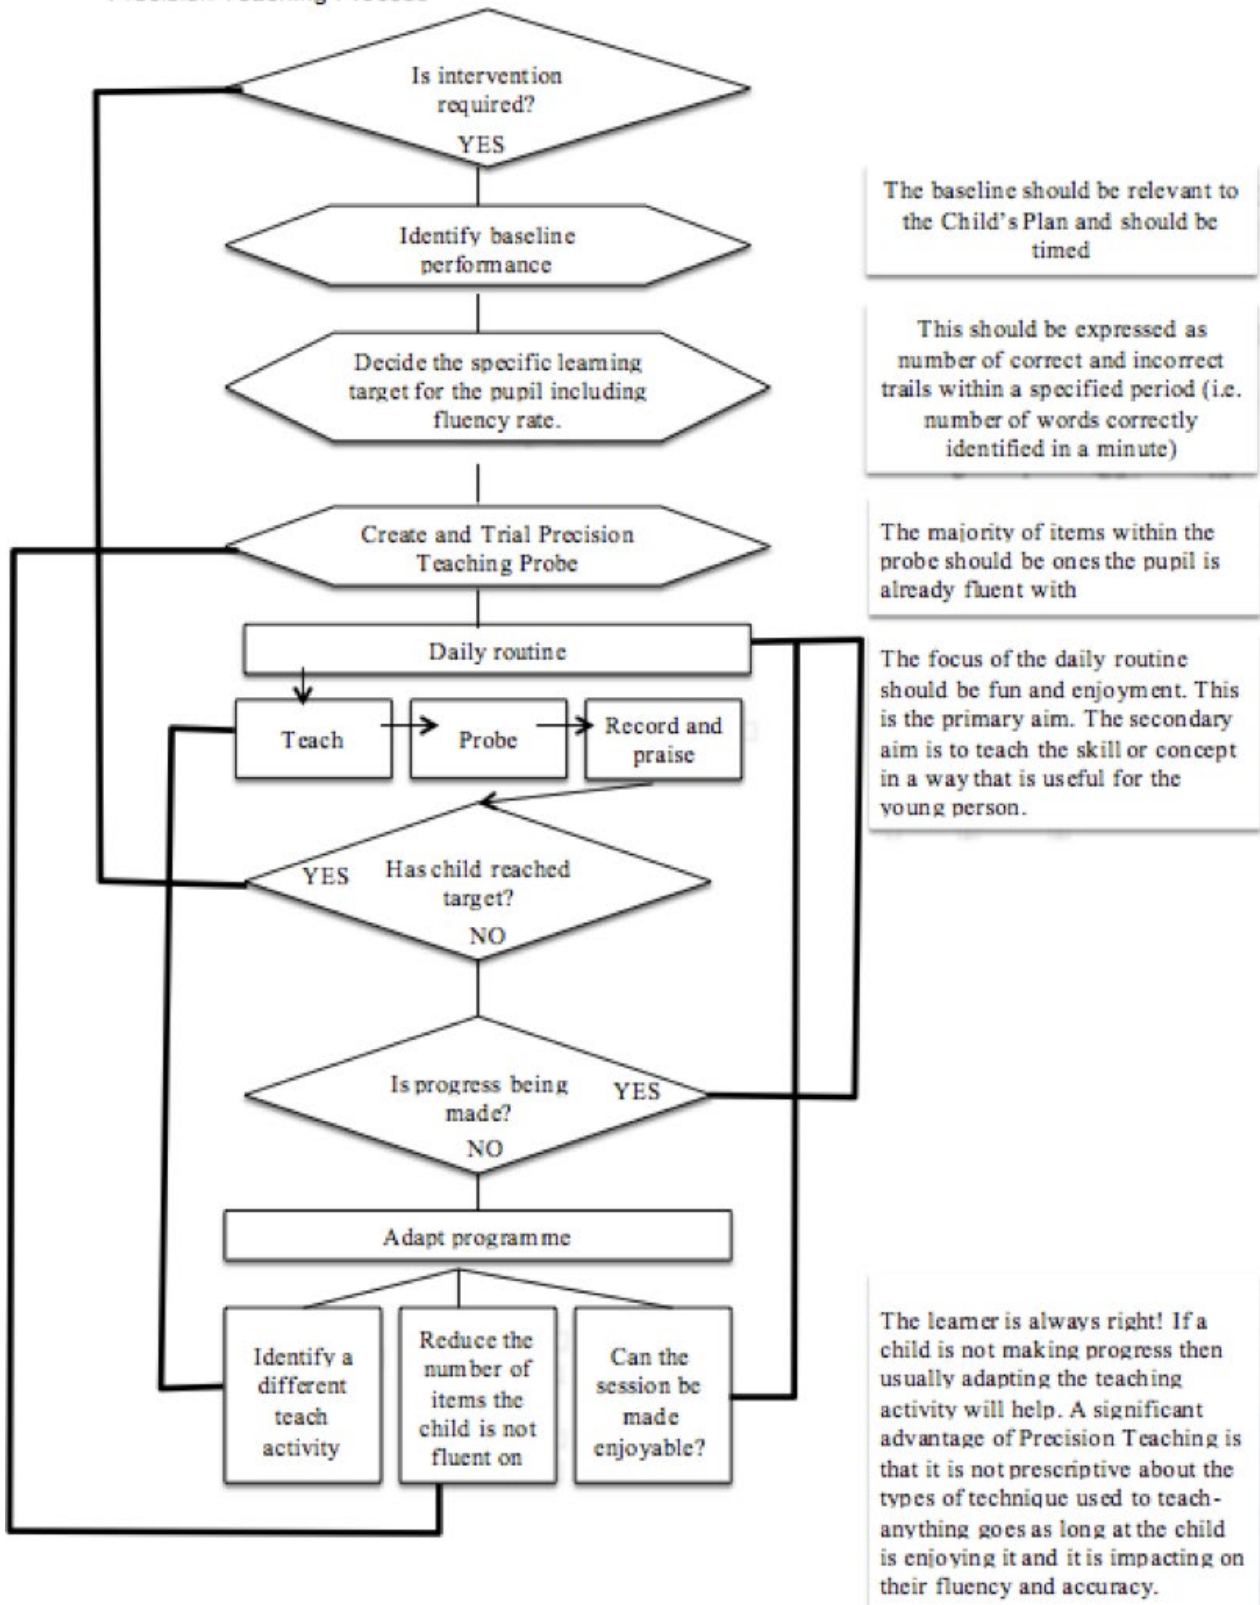 Is intervention
required?
YES
Identify baseline
performance
The baseline should be relevant to
the Child's Plan and should be
timed
Decide the specific learning
target for the pupil including
fluency rate.
This should be expressed as
number of correct and incorrect
trails within a specified period (i.e.
number of words correctly
identified in a minute)
Create and Trial Precision
Teaching Probe
The majority of items within the
probe should be ones the pupil is
already fluent with
Daily routine
Teach
Probe
Record and
praise
The focus of the daily routine
should be fun and enjoyment. This
is the primary aim. The secondary
aim is to teach the skill or concept
in a way that is useful for the
young person.
YES
Has child reached
target?
NO
Is progress being
made?
YES
NO
Adapt programme
Identify a
different
teach
activity
Reduce the
number of
items the
child is not
fluent on
Can the
session be
made
enjoyable?
The learner is always right! If a
child is not making progress then
usually adapting the teaching
activity will help. A significant
advantage of Precision Teaching is
that it is not prescriptive about the
types of technique used to teach-
anything goes as long at the child
is enjoying it and it is impacting on
their fluency and accuracy.